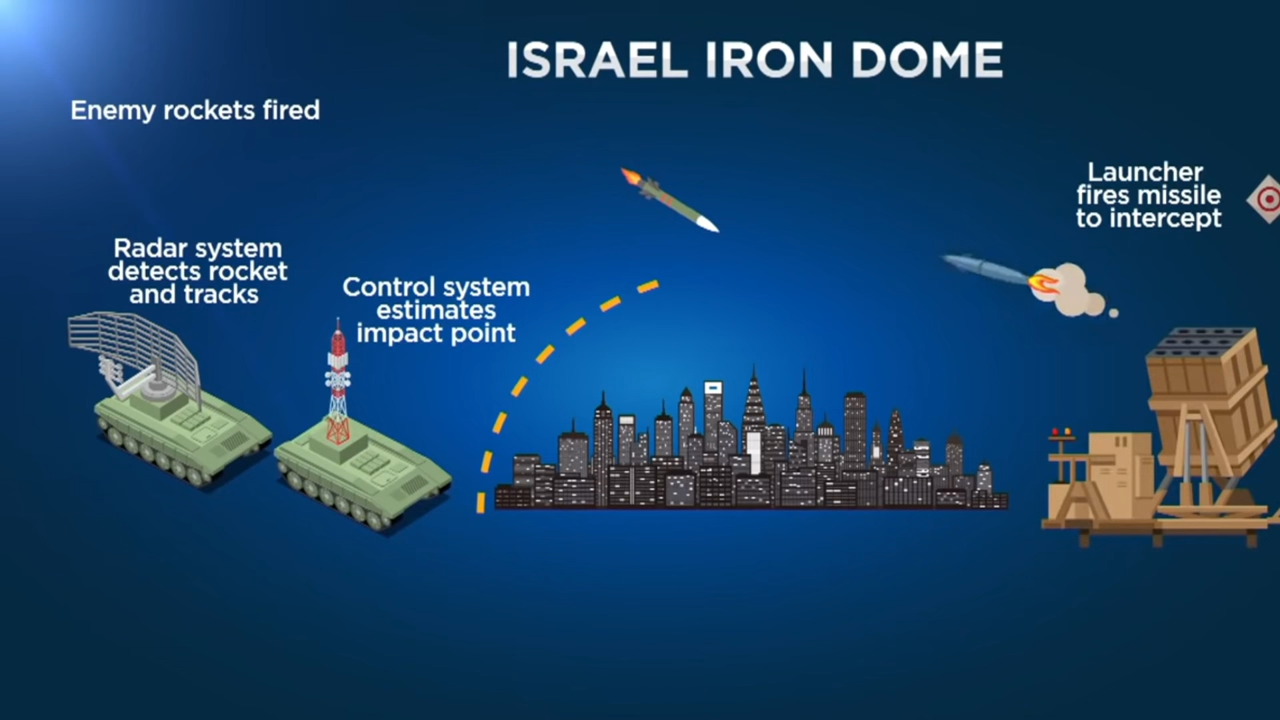 ISRAEL IRON DOME
Enemy rockets fired
Radar system
detects rocket
and tracks
Control system
estimates
impact point
Launcher
fires missile
to intercept